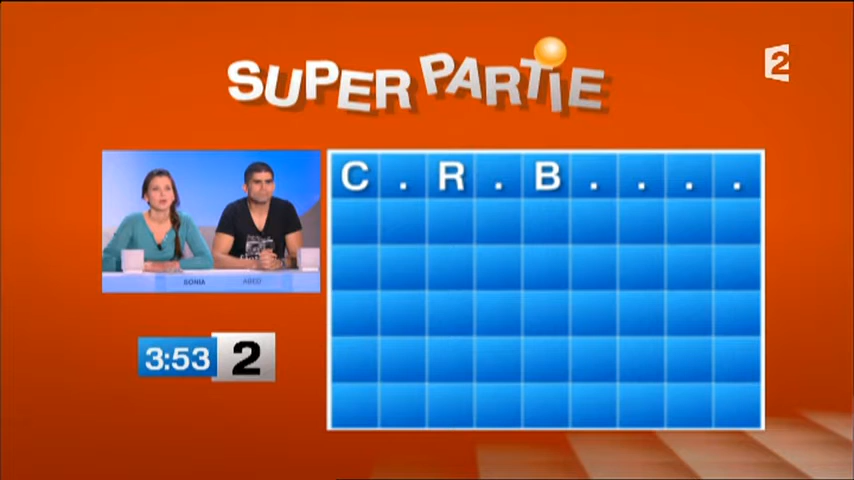 SUPER PARTIE
2
C . R . B . . . .
SONIA ABED
3:53 2